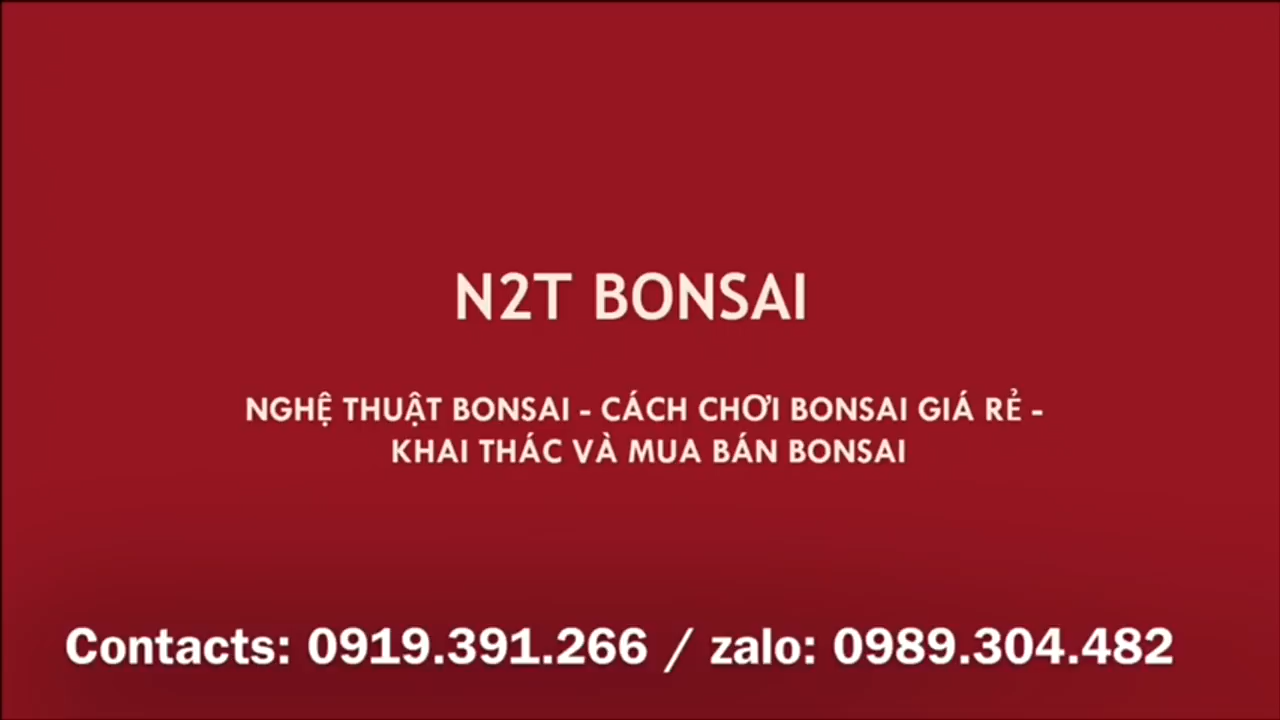 N2T BONSAI
NGHỆ THUẬT BONSAI - CÁCH CHƠI BONSAI GIÁ RẺ -
KHAI THÁC VÀ MUA BÁN BONSAI
Contacts: 0919.391.266 / zalo: 0989.304.482